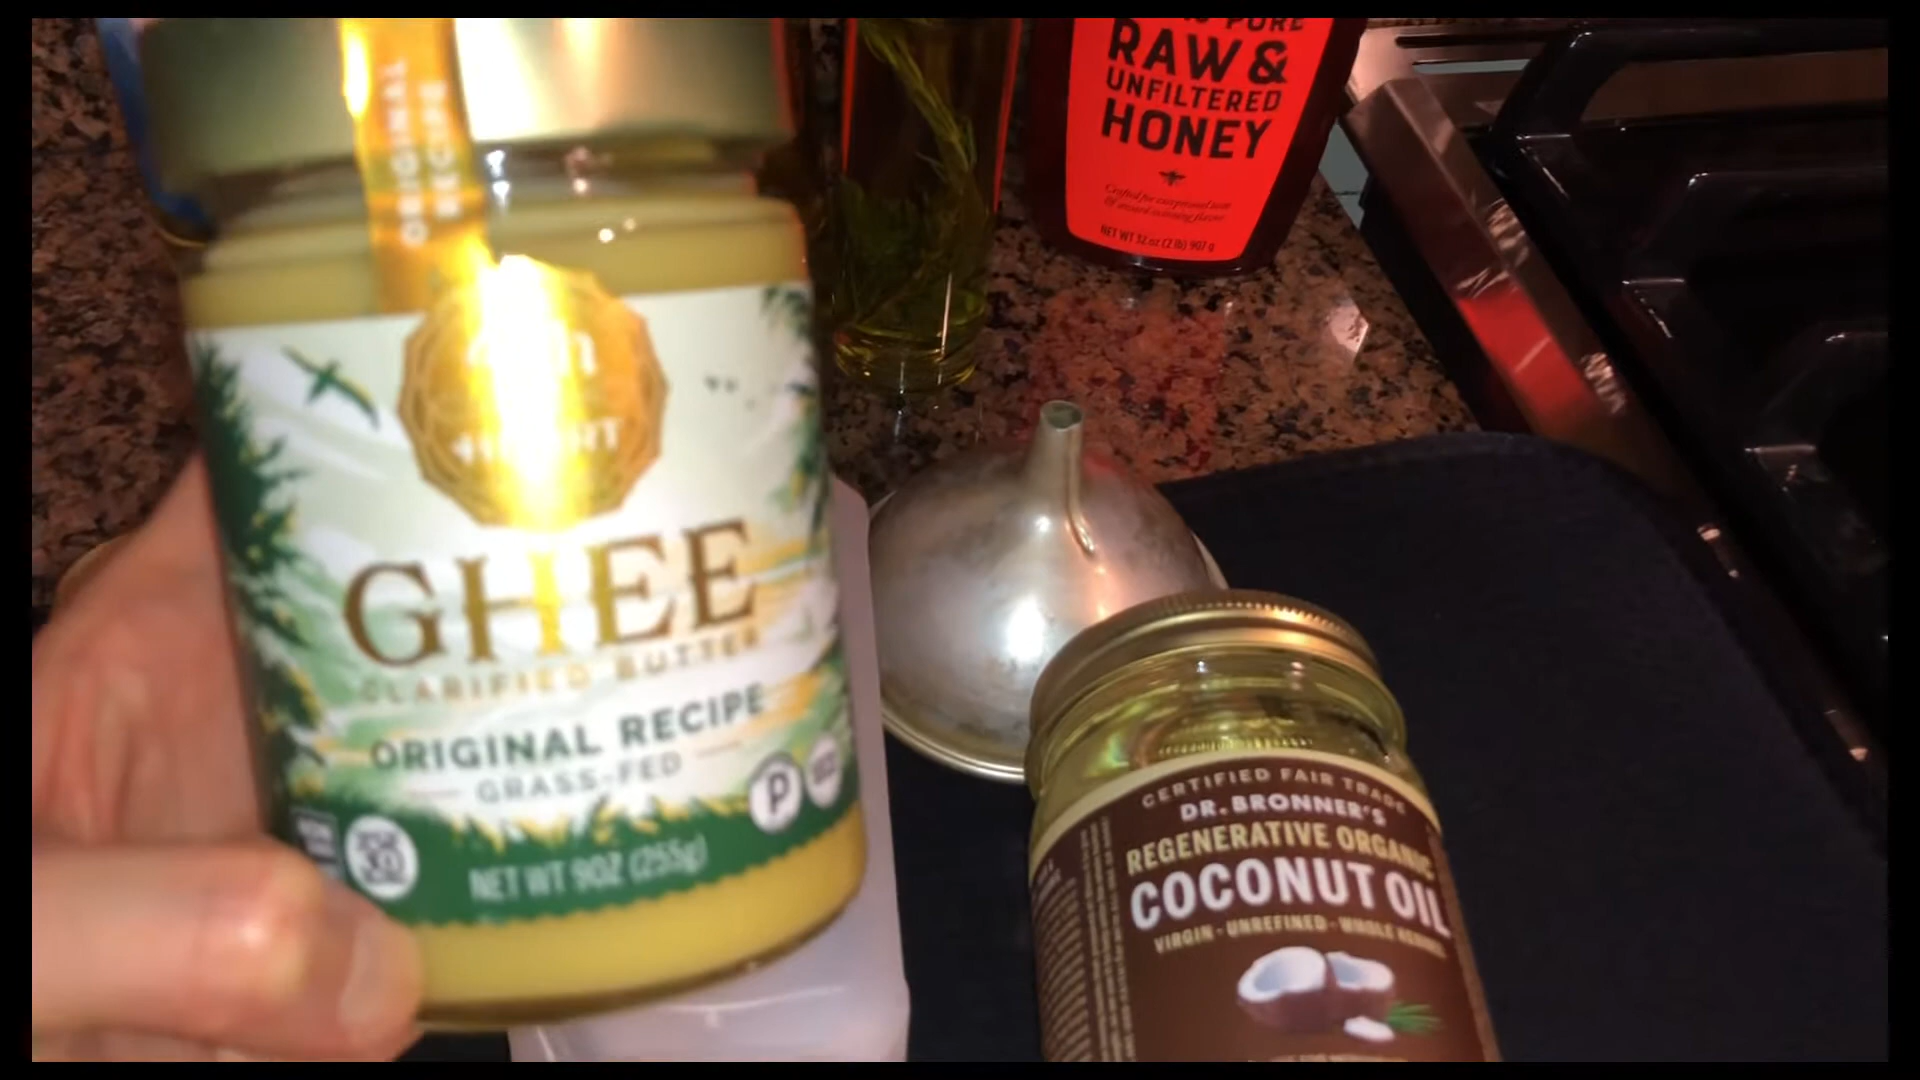 ORIGINAL
RECIPE
GHEE
CLARIFIED BUTTER
ORIGINAL RECIPE
GRASS-FED
P
NET WT 9OZ (255g)
PURE
RAW &
UNFILTERED
HONEY
NET WT 32 oz (2 lb) 907 g
CERTIFIED FAIR TRADE
DR. BRONNER'S
REGENERATIVE ORGANIC
COCONUT OIL
VIRGIN · UNREFINED · WHOLE KERNEL